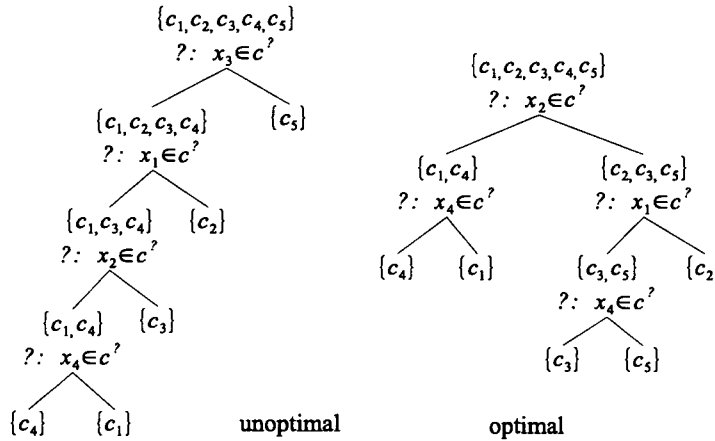 {c₁,c₂,c₃,c₄,c₅}
?: x₃∈c?
{c₁,c₂,c₃,c₄} {c₅}
?: x₁∈c?
{c₁,c₃,c₄} {c₂}
?: x₂∈c?
{c₁,c₄} {c₃}
?: x₄∈c?
{c₄} {c₁}
unoptimal
{c₁,c₂,c₃,c₄,c₅}
?: x₂∈c?
{c₁,c₄} {c₂,c₃,c₅}
?: x₄∈c? ?: x₁∈c?
{c₄} {c₁} {c₃,c₅} {c₂
?: x₄∈c?
{c₃} {c₅}
optimal